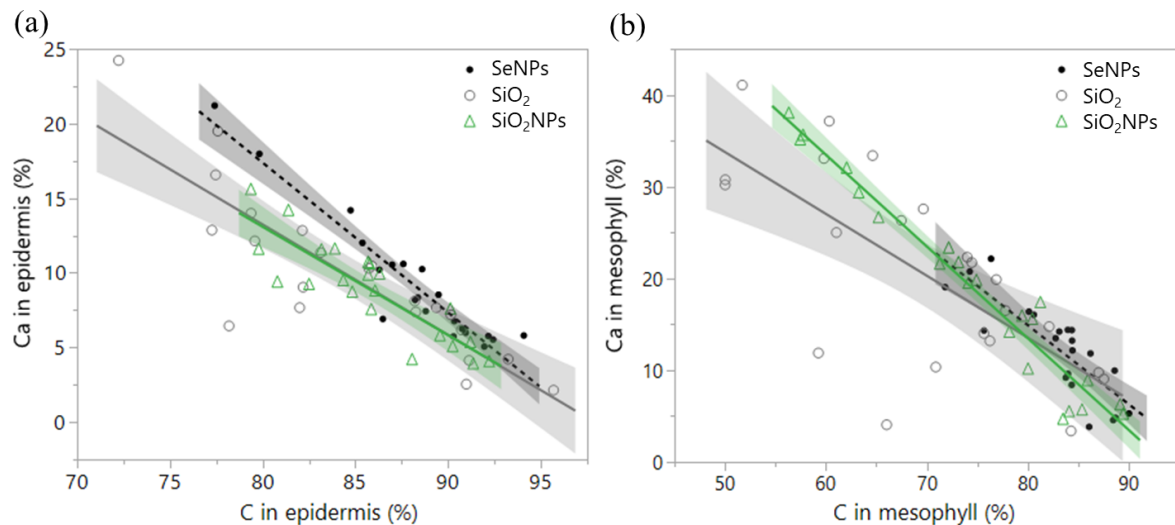 (a)
25
20
15
10
5
0
Ca in epidermis (%)
70 75 80 85 90 95
C in epidermis (%)
SeNPs
SiO₂
SiO₂NPs
(b)
40
30
20
10
0
Ca in mesophyll (%)
50 60 70 80 90
C in mesophyll (%)
SeNPs
SiO₂
SiO₂NPs